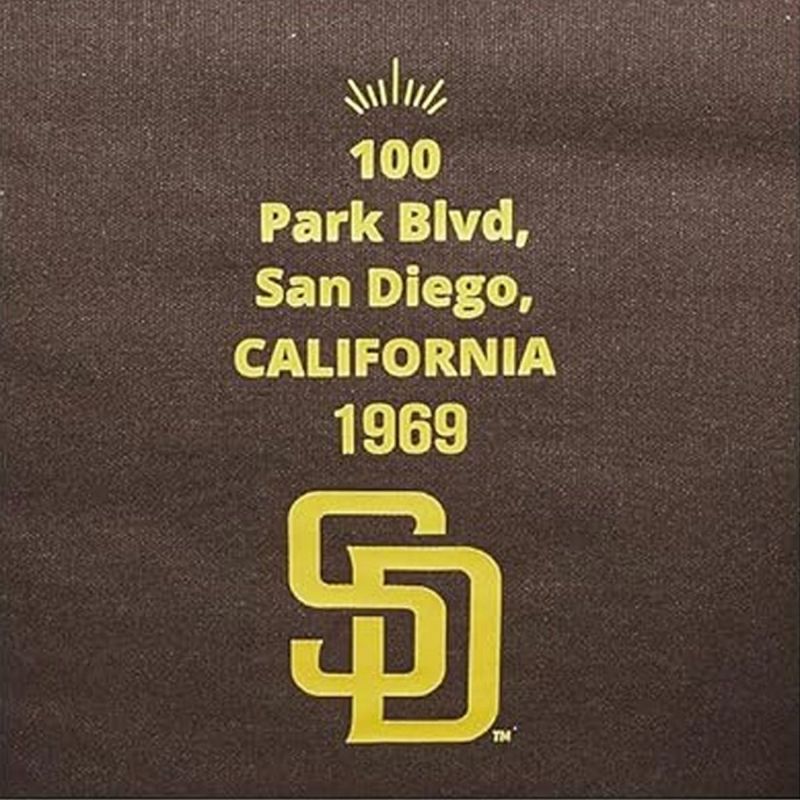 100
Park Blvd,
San Diego,
CALIFORNIA
1969
SD
TM